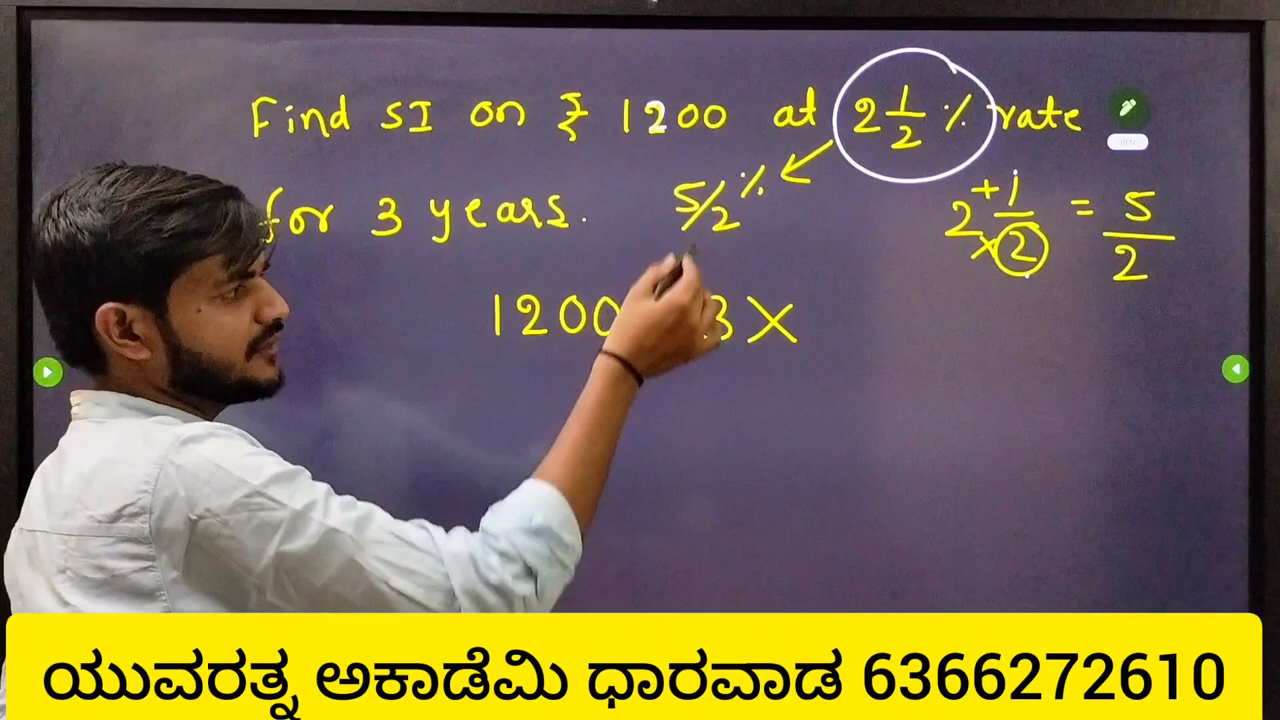 Find SI on ₹ 1200 at 2 1/2 % rate
for 3 years. 5/2 %
2 + 1 / × 2 = 5/2
1200 3 ×
ಯುವರತ್ನ ಅಕಾಡೆಮಿ ಧಾರವಾಡ 6366272610